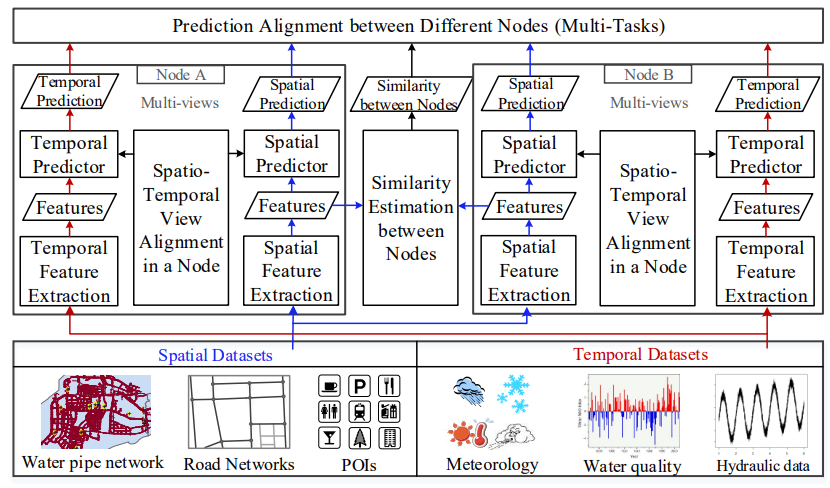 Prediction Alignment between Different Nodes (Multi-Tasks)
Node A
Multi-views
Temporal
Prediction
Spatial
Prediction
Temporal
Predictor
Spatial
Predictor
Features
Features
Temporal
Feature
Extraction
Spatio-
Temporal
View
Alignment
in a Node
Spatial
Feature
Extraction
Similarity
between Nodes
Similarity
Estimation
between
Nodes
Node B
Multi-views
Spatial
Prediction
Temporal
Prediction
Spatial
Predictor
Temporal
Predictor
Features
Features
Spatial
Feature
Extraction
Spatio-
Temporal
View
Alignment
in a Node
Temporal
Feature
Extraction
Spatial Datasets
Temporal Datasets
P
Water pipe network
Road Networks
POIs
Meteorology
Water quality
Hydraulic data